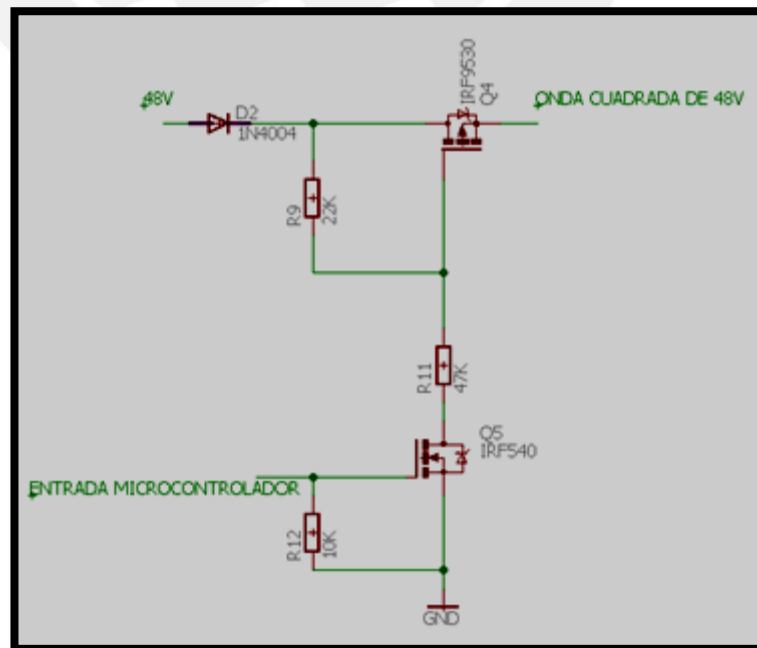 48V
D2
1N4004
IRF9530
Q4
ONDA CUADRADA DE 48V
R9
22K
R11
47K
Q5
IRF540
ENTRADA MICROCONTROLADOR
R12
10K
GND